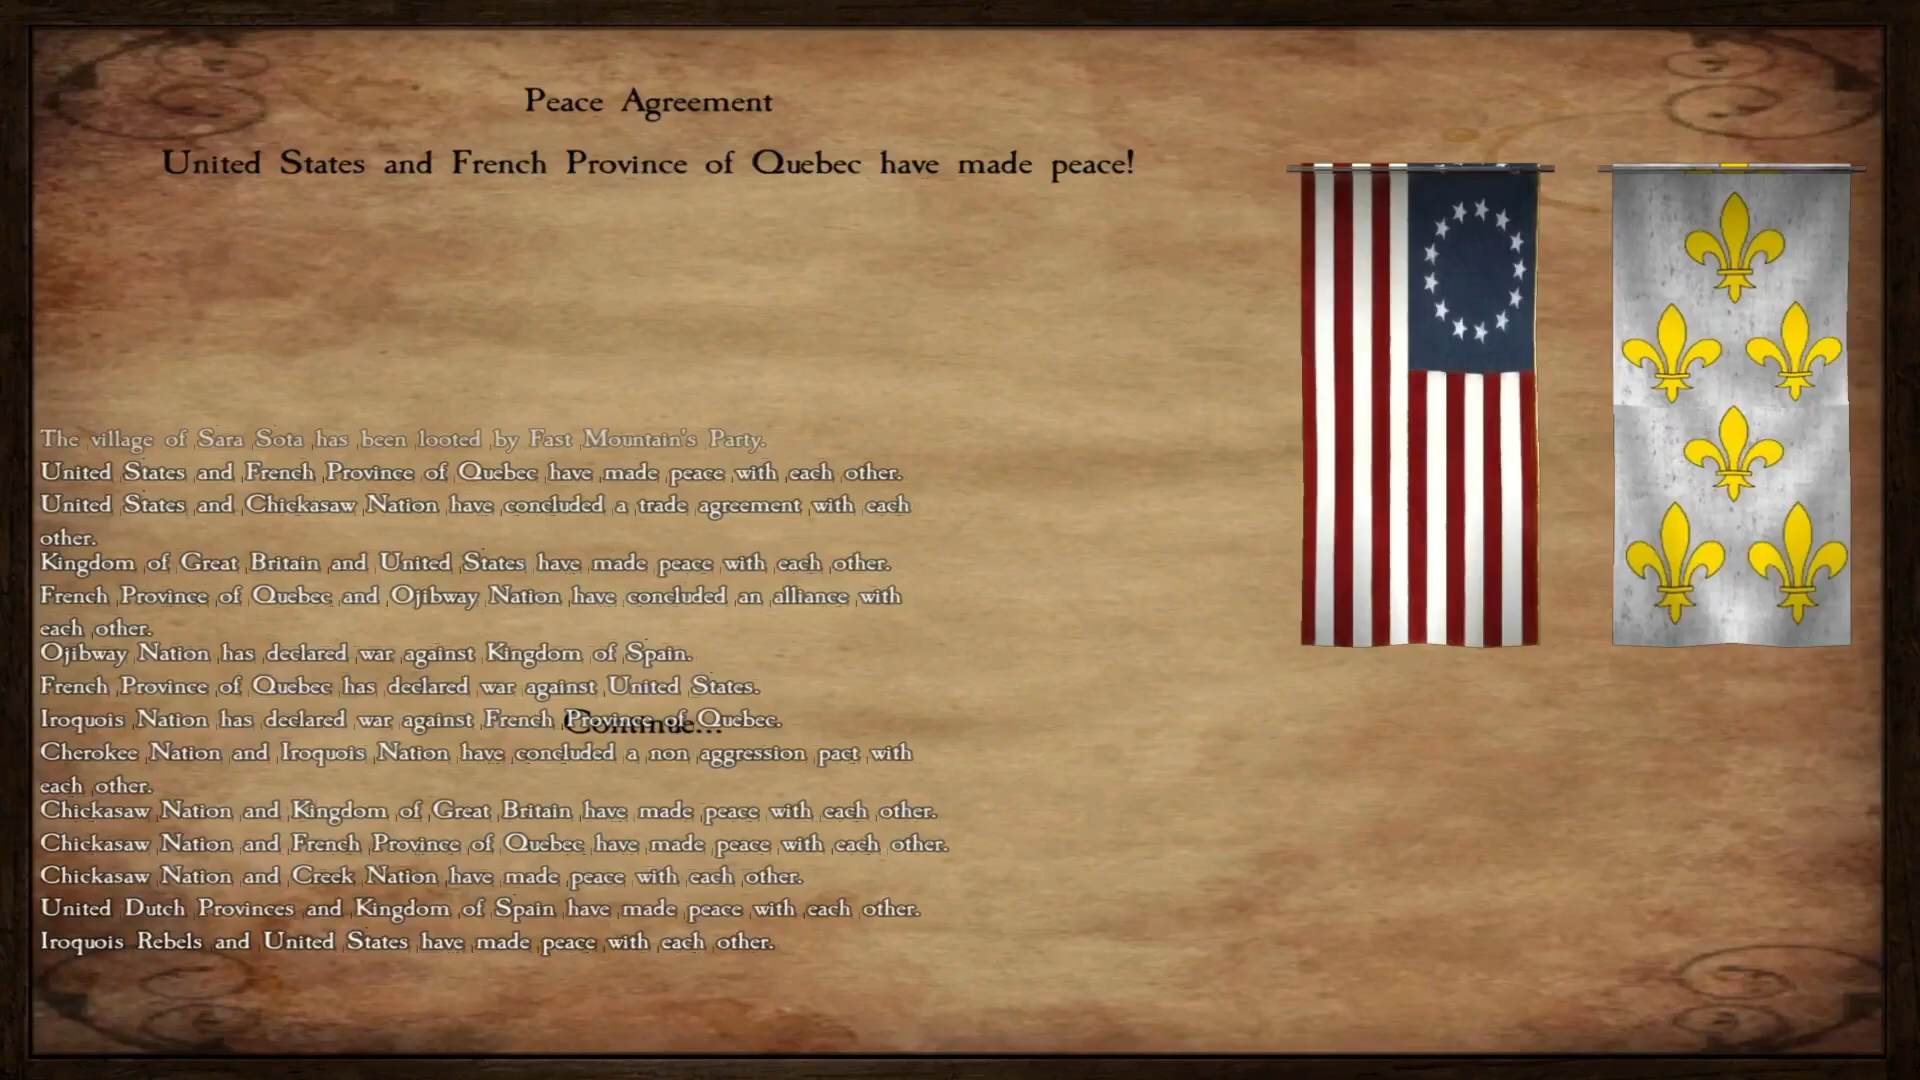 Peace Agreement
United States and French Province of Quebec have made peace!
The village of Sara Sota has been looted by Fast Mountain's Party.
United States and French Province of Quebec have made peace with each other.
United States and Chickasaw Nation have concluded a trade agreement with each
other.
Kingdom of Great Britain and United States have made peace with each other.
French Province of Quebec and Ojibway Nation have concluded an alliance with
each other.
Ojibway Nation has declared war against Kingdom of Spain.
French Province of Quebec has declared war against United States.
Iroquois Nation has declared war against French Province of Quebec.
Continue...
Cherokee Nation and Iroquois Nation have concluded a non aggression pact with
each other.
Chickasaw Nation and Kingdom of Great Britain have made peace with each other.
Chickasaw Nation and French Province of Quebec have made peace with each other.
Chickasaw Nation and Creek Nation have made peace with each other.
United Dutch Provinces and Kingdom of Spain have made peace with each other.
Iroquois Rebels and United States have made peace with each other.